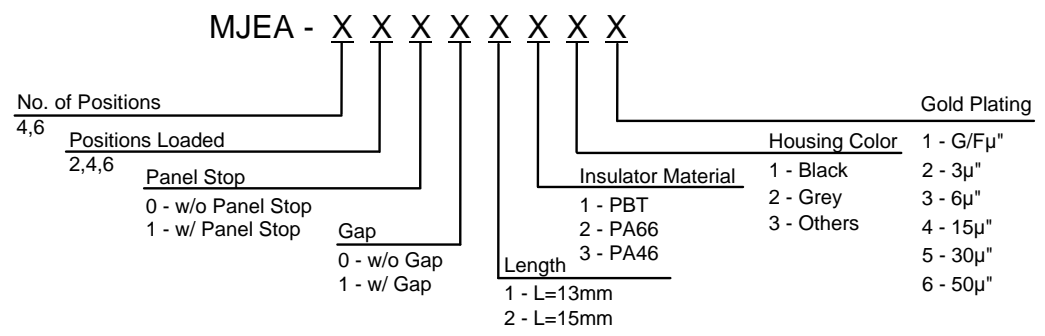 MJEA - X X X X X X X X
No. of Positions
4,6
Positions Loaded
2,4,6
Panel Stop
0 - w/o Panel Stop
1 - w/ Panel Stop
Gap
0 - w/o Gap
1 - w/ Gap
Length
1 - L=13mm
2 - L=15mm
Insulator Material
1 - PBT
2 - PA66
3 - PA46
Housing Color
1 - Black
2 - Grey
3 - Others
Gold Plating
1 - G/Fµ"
2 - 3µ"
3 - 6µ"
4 - 15µ"
5 - 30µ"
6 - 50µ"